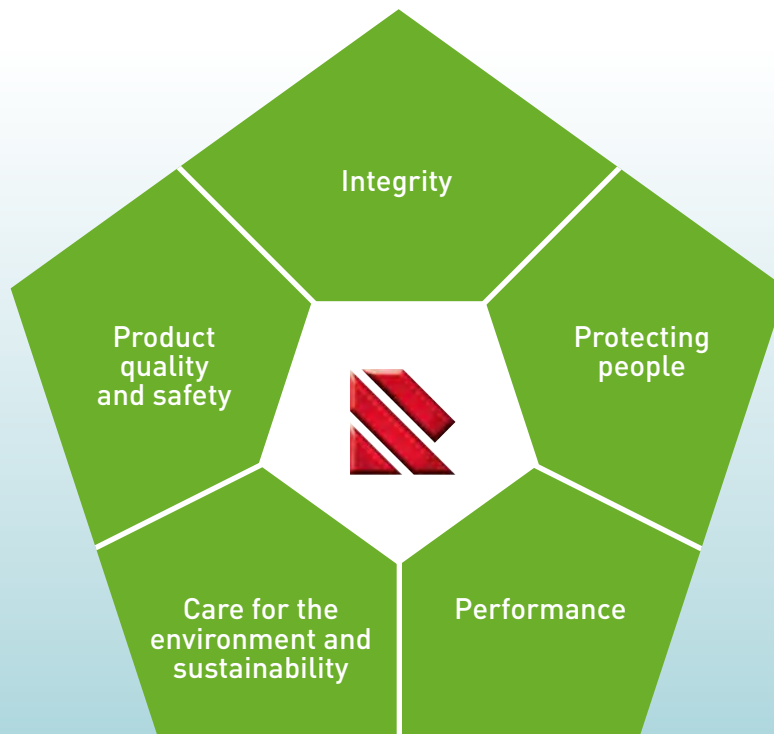 Integrity
Product
quality
and safety
Protecting
people
Care for the
environment and
sustainability
Performance